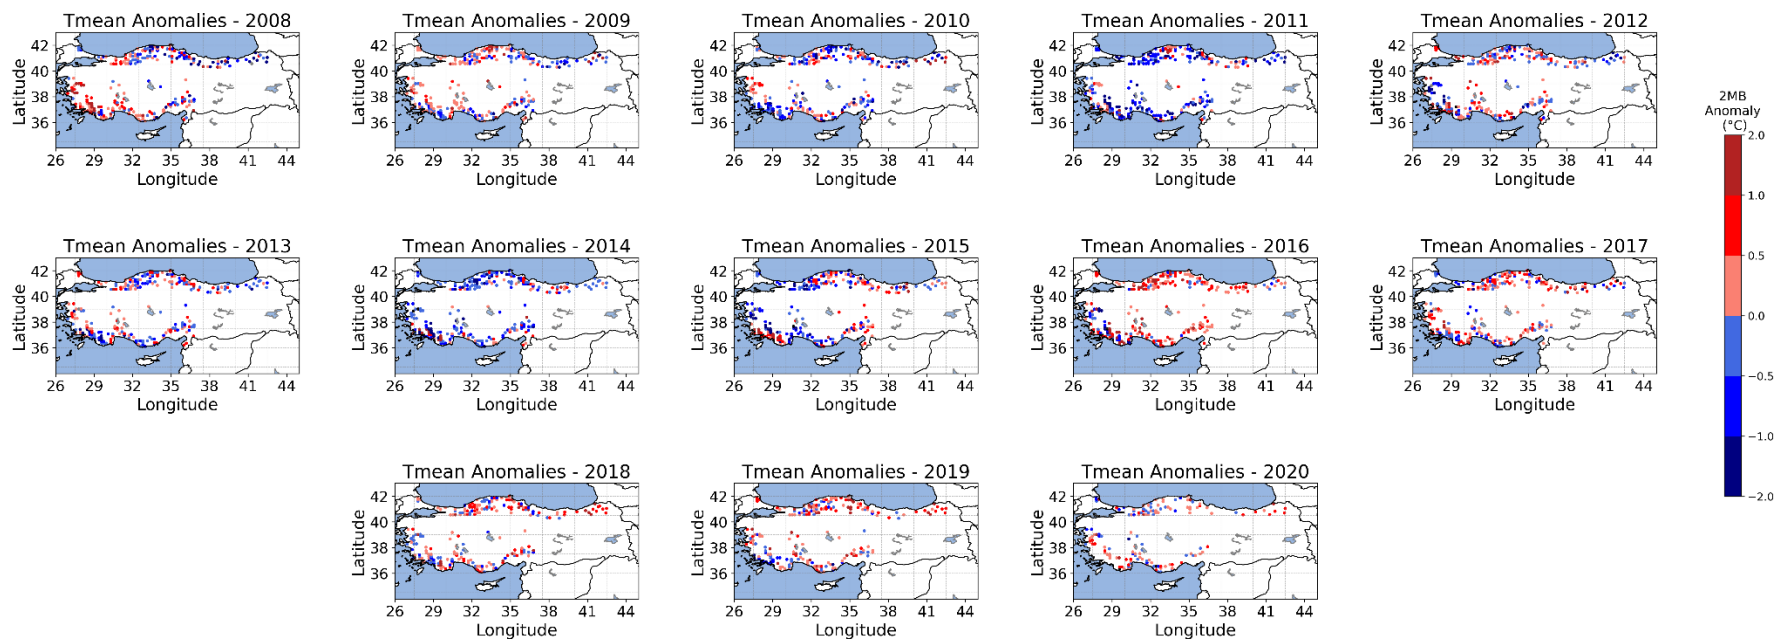 Tmean Anomalies - 2008
Latitude
42
40
38
36
26 29 32 35 38 41 44
Longitude
Tmean Anomalies - 2009
Latitude
42
40
38
36
26 29 32 35 38 41 44
Longitude
Tmean Anomalies - 2010
Latitude
42
40
38
36
26 29 32 35 38 41 44
Longitude
Tmean Anomalies - 2011
Latitude
42
40
38
36
26 29 32 35 38 41 44
Longitude
Tmean Anomalies - 2012
Latitude
42
40
38
36
26 29 32 35 38 41 44
Longitude
2MB
Anomaly
(°C)
2.0
1.0
0.5
0.0
−0.5
−1.0
−2.0
Tmean Anomalies - 2013
Latitude
42
40
38
36
26 29 32 35 38 41 44
Longitude
Tmean Anomalies - 2014
Latitude
42
40
38
36
26 29 32 35 38 41 44
Longitude
Tmean Anomalies - 2015
Latitude
42
40
38
36
26 29 32 35 38 41 44
Longitude
Tmean Anomalies - 2016
Latitude
42
40
38
36
26 29 32 35 38 41 44
Longitude
Tmean Anomalies - 2017
Latitude
42
40
38
36
26 29 32 35 38 41 44
Longitude
Tmean Anomalies - 2018
Latitude
42
40
38
36
26 29 32 35 38 41 44
Longitude
Tmean Anomalies - 2019
Latitude
42
40
38
36
26 29 32 35 38 41 44
Longitude
Tmean Anomalies - 2020
Latitude
42
40
38
36
26 29 32 35 38 41 44
Longitude